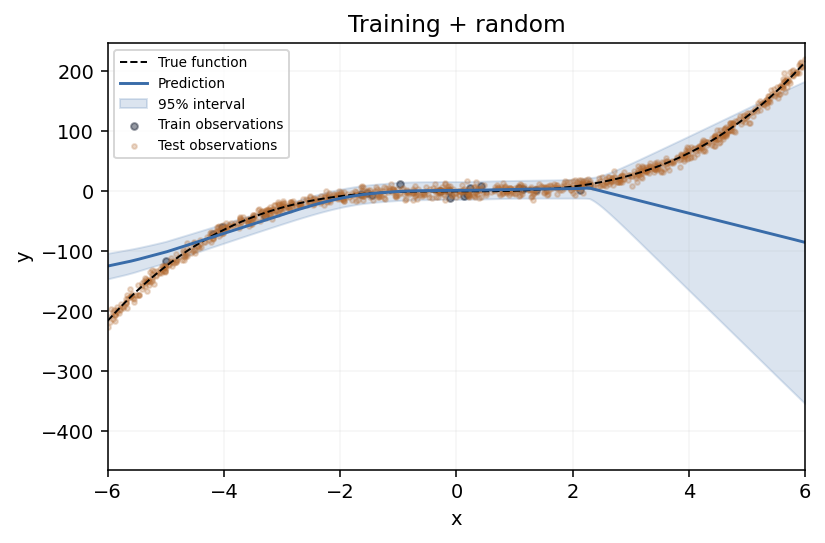 Training + random
True function
Prediction
95% interval
Train observations
Test observations
y
200
100
0
−100
−200
−300
−400
−6
−4
−2
0
2
4
6
x